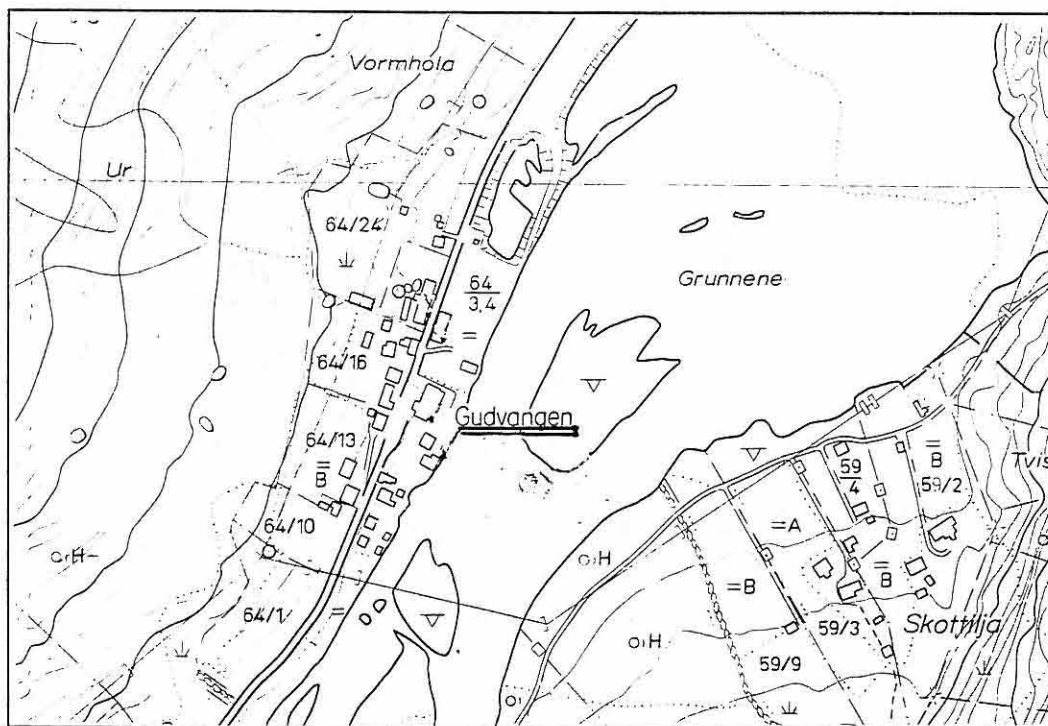 Vormhola
Ur
64/24
64
3,4
Grunnene
64/16
Gudvangen
64/13
B
59
4
B
59/2
A
64/10
B
B
64/1
59/3
Skottilja
59/9